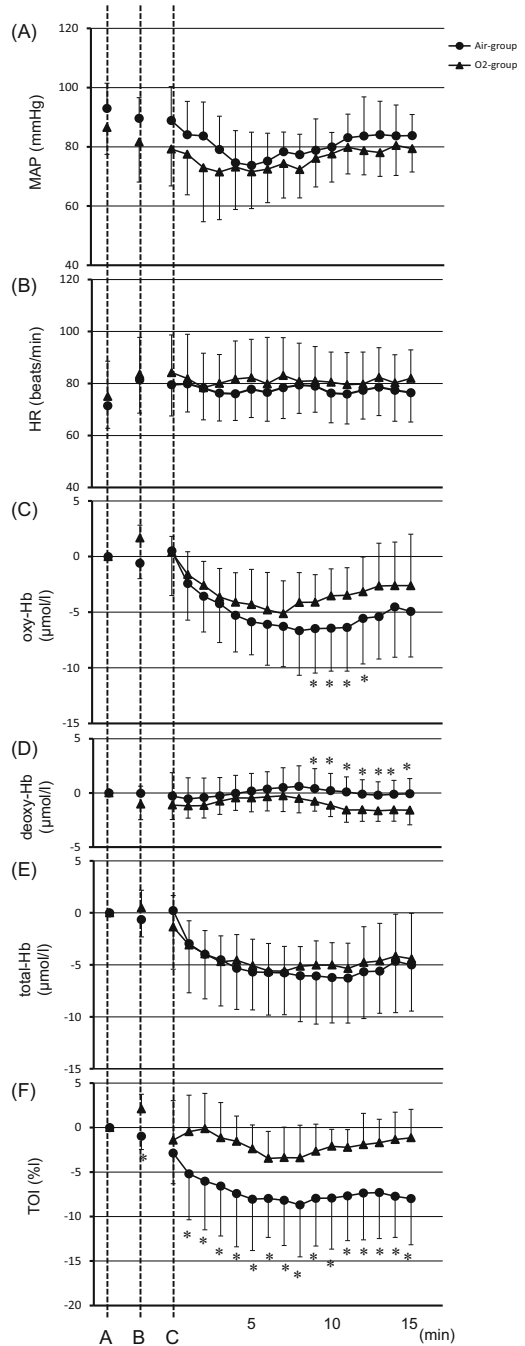 (A)
120
100
80
60
40
MAP (mmHg)
Air-group
O2-group
(B)
120
100
80
60
40
HR (beats/min)
(C)
5
0
-5
-10
-15
oxy-Hb
(μmol/l)
* * * *
(D)
5
0
-5
deoxy-Hb
(μmol/l)
* * * * * * *
(E)
5
0
-5
-10
-15
total-Hb
(μmol/l)
(F)
5
0
-5
-10
-15
-20
TOI (%l)
*
* * * * * * * * * * * * * * *
A B C 5 10 15 (min)